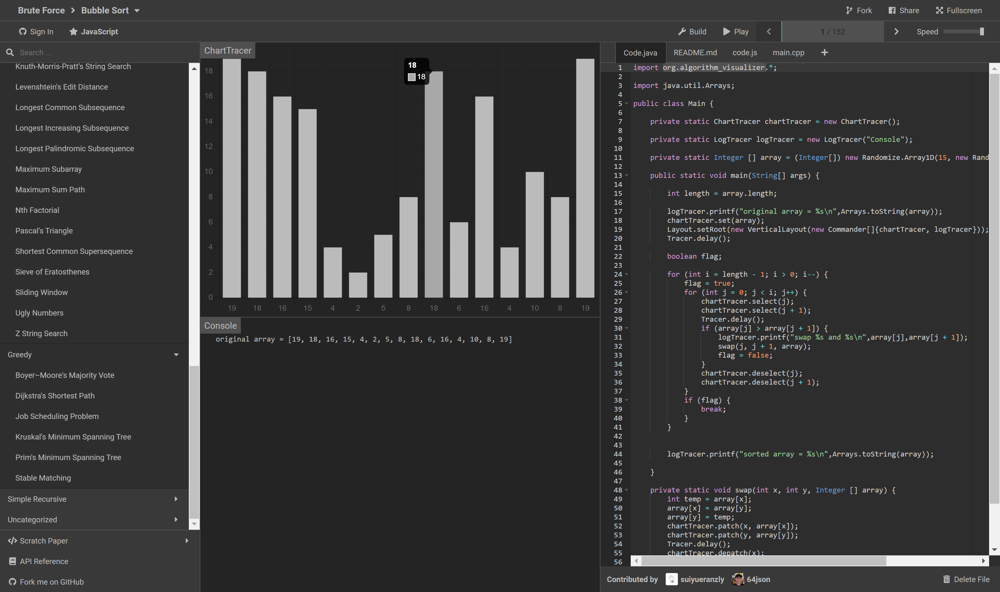 Brute Force > Bubble Sort
Fork
Share
Fullscreen
Sign In
JavaScript
Build
Play
1 / 152
Speed
Search ...
Knuth-Morris-Pratt's String Search
Levenshtein's Edit Distance
Longest Common Subsequence
Longest Increasing Subsequence
Longest Palindromic Subsequence
Maximum Subarray
Maximum Sum Path
Nth Factorial
Pascal's Triangle
Shortest Common Supersequence
Sieve of Eratosthenes
Sliding Window
Ugly Numbers
Z String Search
Greedy
Boyer–Moore's Majority Vote
Dijkstra's Shortest Path
Job Scheduling Problem
Kruskal's Minimum Spanning Tree
Prim's Minimum Spanning Tree
Stable Matching
Simple Recursive
Uncategorized
</> Scratch Paper
API Reference
Fork me on GitHub
ChartTracer
18
18
18
16
14
12
10
8
6
4
2
0
19 18 16 15 4 2 5 8 18 6 16 4 10 8 19
Console
original array = [19, 18, 16, 15, 4, 2, 5, 8, 18, 6, 16, 4, 10, 8, 19]
Code.java README.md code.js main.cpp +
1 import org.algorithm_visualizer.*;
2
3 import java.util.Arrays;
4
5 public class Main {
6
7 private static ChartTracer chartTracer = new ChartTracer();
8
9 private static LogTracer logTracer = new LogTracer("Console");
10
11 private static Integer [] array = (Integer[]) new Randomize.Array1D(15, new Rand
12
13 public static void main(String[] args) {
14
15 int length = array.length;
16
17 logTracer.printf("original array = %s\n",Arrays.toString(array));
18 chartTracer.set(array);
19 Layout.setRoot(new VerticalLayout(new Commander[]{chartTracer, logTracer}));
20 Tracer.delay();
21
22 boolean flag;
23
24 for (int i = length - 1; i > 0; i--) {
25 flag = true;
26 for (int j = 0; j < i; j++) {
27 chartTracer.select(j);
28 chartTracer.select(j + 1);
29 Tracer.delay();
30 if (array[j] > array[j + 1]) {
31 logTracer.printf("swap %s and %s\n",array[j],array[j + 1]);
32 swap(j, j + 1, array);
33 flag = false;
34 }
35 chartTracer.deselect(j);
36 chartTracer.deselect(j + 1);
37 }
38 if (flag) {
39 break;
40 }
41 }
42
43
44 logTracer.printf("sorted array = %s\n",Arrays.toString(array));
45
46 }
47
48 private static void swap(int x, int y, Integer [] array) {
49 int temp = array[x];
50 array[x] = array[y];
51 array[y] = temp;
52 chartTracer.patch(x, array[x]);
53 chartTracer.patch(y, array[y]);
54 Tracer.delay();
55 chartTracer.depatch(x);
56
Contributed by suiyueranzly 64json
Delete File